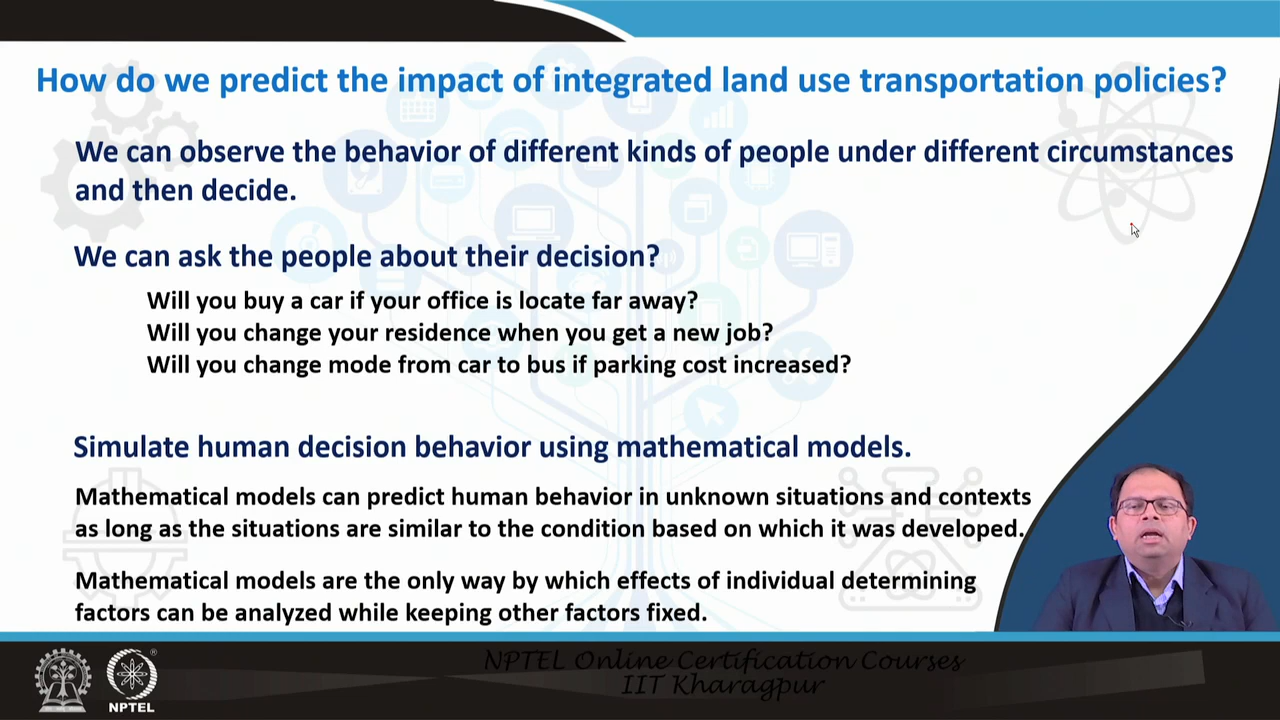 How do we predict the impact of integrated land use transportation policies?
We can observe the behavior of different kinds of people under different circumstances
and then decide.
We can ask the people about their decision?
Will you buy a car if your office is locate far away?
Will you change your residence when you get a new job?
Will you change mode from car to bus if parking cost increased?
Simulate human decision behavior using mathematical models.
Mathematical models can predict human behavior in unknown situations and contexts
as long as the situations are similar to the condition based on which it was developed.
Mathematical models are the only way by which effects of individual determining
factors can be analyzed while keeping other factors fixed.
NPTEL Online Certification Courses
IIT Kharagpur
NPTEL